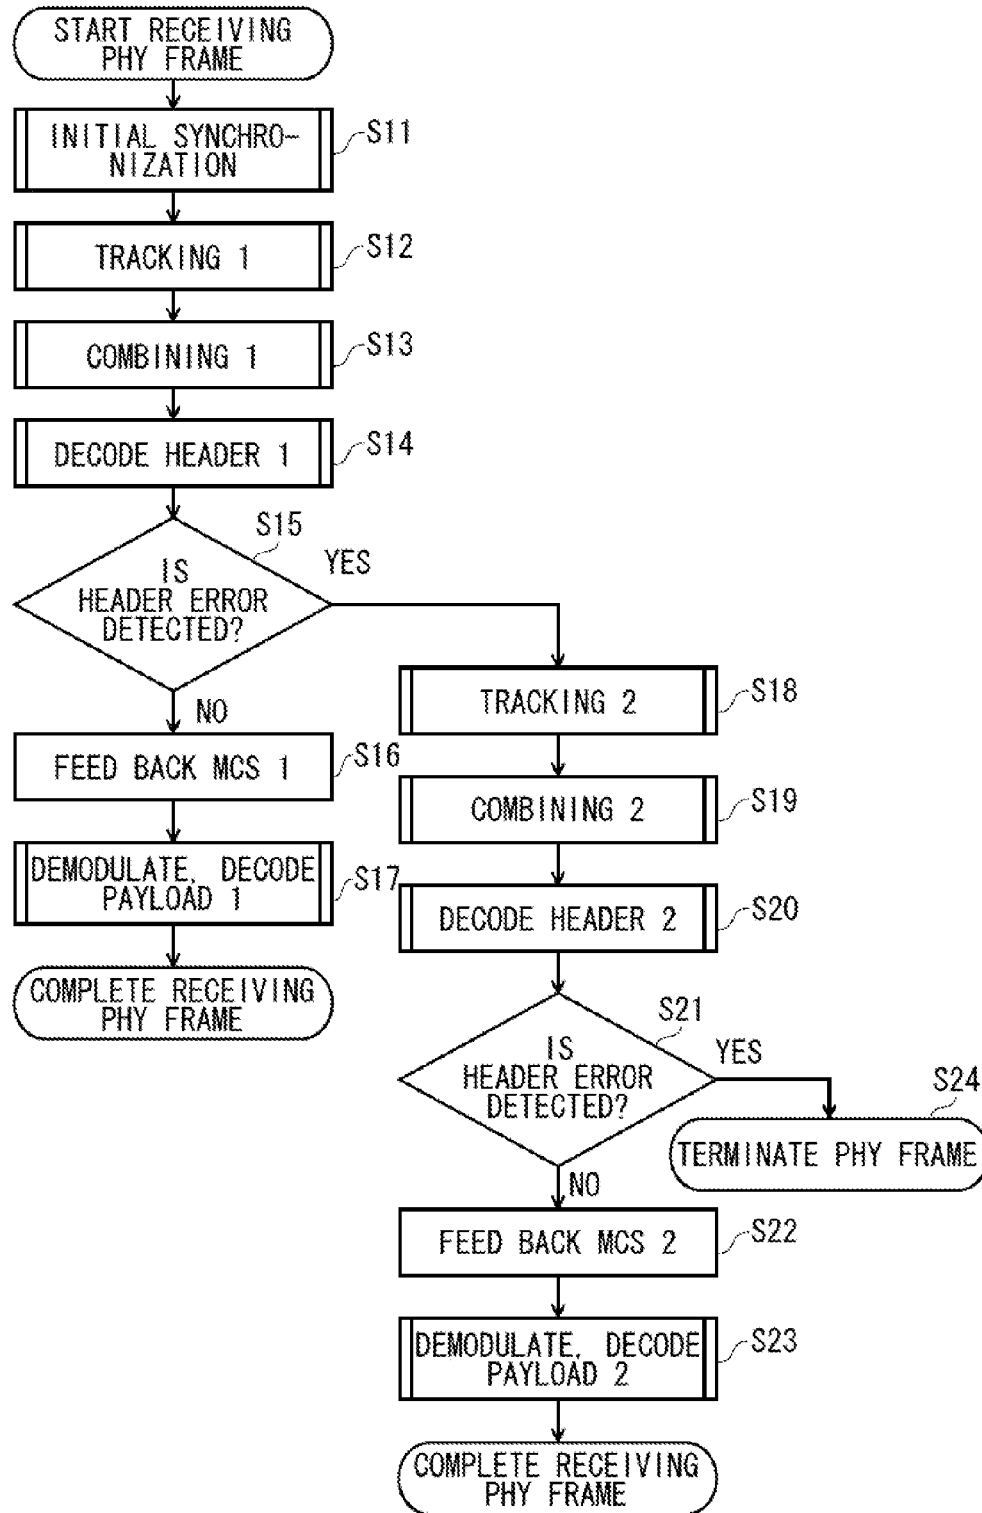 START RECEIVING
PHY FRAME
INITIAL SYNCHRO-
NIZATION
S11
TRACKING 1
S12
COMBINING 1
S13
DECODE HEADER 1
S14
S15
IS
HEADER ERROR
DETECTED?
YES
NO
FEED BACK MCS 1
S16
DEMODULATE, DECODE
PAYLOAD 1
S17
COMPLETE RECEIVING
PHY FRAME
TRACKING 2
S18
COMBINING 2
S19
DECODE HEADER 2
S20
S21
IS
HEADER ERROR
DETECTED?
YES
S24
TERMINATE PHY FRAME
NO
FEED BACK MCS 2
S22
DEMODULATE, DECODE
PAYLOAD 2
S23
COMPLETE RECEIVING
PHY FRAME